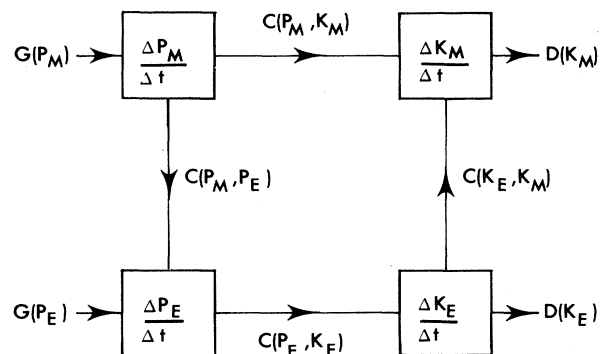 C(P_M, K_M)
G(P_M) ΔP_M/Δt ΔK_M/Δt D(K_M)
C(P_M, P_E) C(K_E, K_M)
G(P_E) ΔP_E/Δt ΔK_E/Δt D(K_E)
C(P_E, K_E)